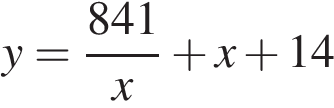 y = 841/x + x + 14